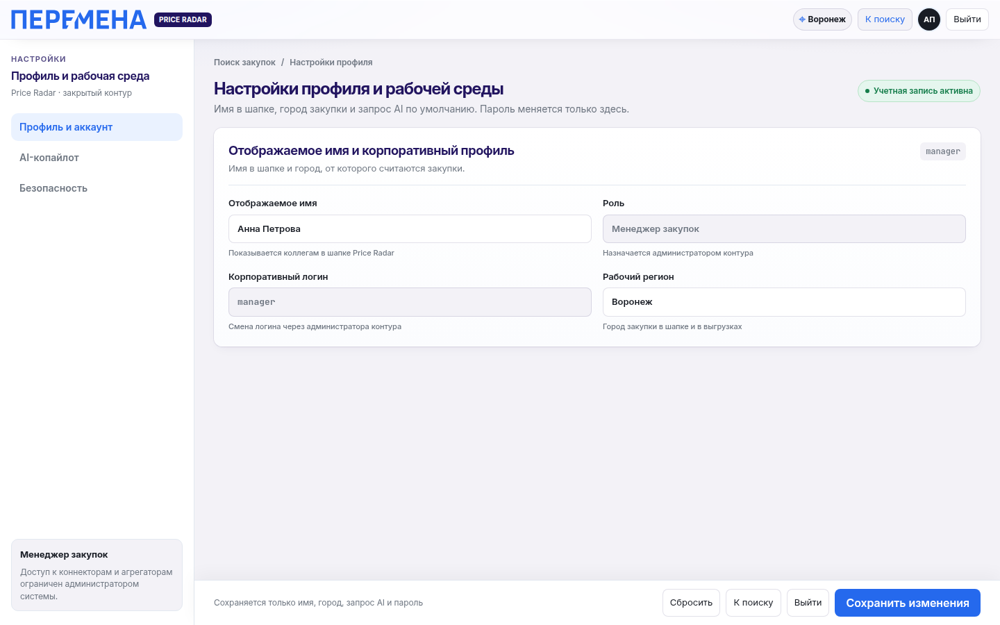 ПЕРЕМЕНА
PRICE RADAR
Воронеж
К поиску
АП
Выйти
НАСТРОЙКИ
Профиль и рабочая среда
Price Radar · закрытый контур
Профиль и аккаунт
AI-копайлот
Безопасность
Менеджер закупок
Доступ к коннекторам и агрегаторам
ограничен администратором
системы.
Поиск закупок / Настройки профиля
Настройки профиля и рабочей среды
Учетная запись активна
Имя в шапке, город закупки и запрос AI по умолчанию. Пароль меняется только здесь.
Отображаемое имя и корпоративный профиль
manager
Имя в шапке и город, от которого считаются закупки.
Отображаемое имя
Анна Петрова
Показывается коллегам в шапке Price Radar
Роль
Менеджер закупок
Назначается администратором контура
Корпоративный логин
manager
Смена логина через администратора контура
Рабочий регион
Воронеж
Город закупки в шапке и в выгрузках
Сохраняется только имя, город, запрос AI и пароль
Сбросить
К поиску
Выйти
Сохранить изменения